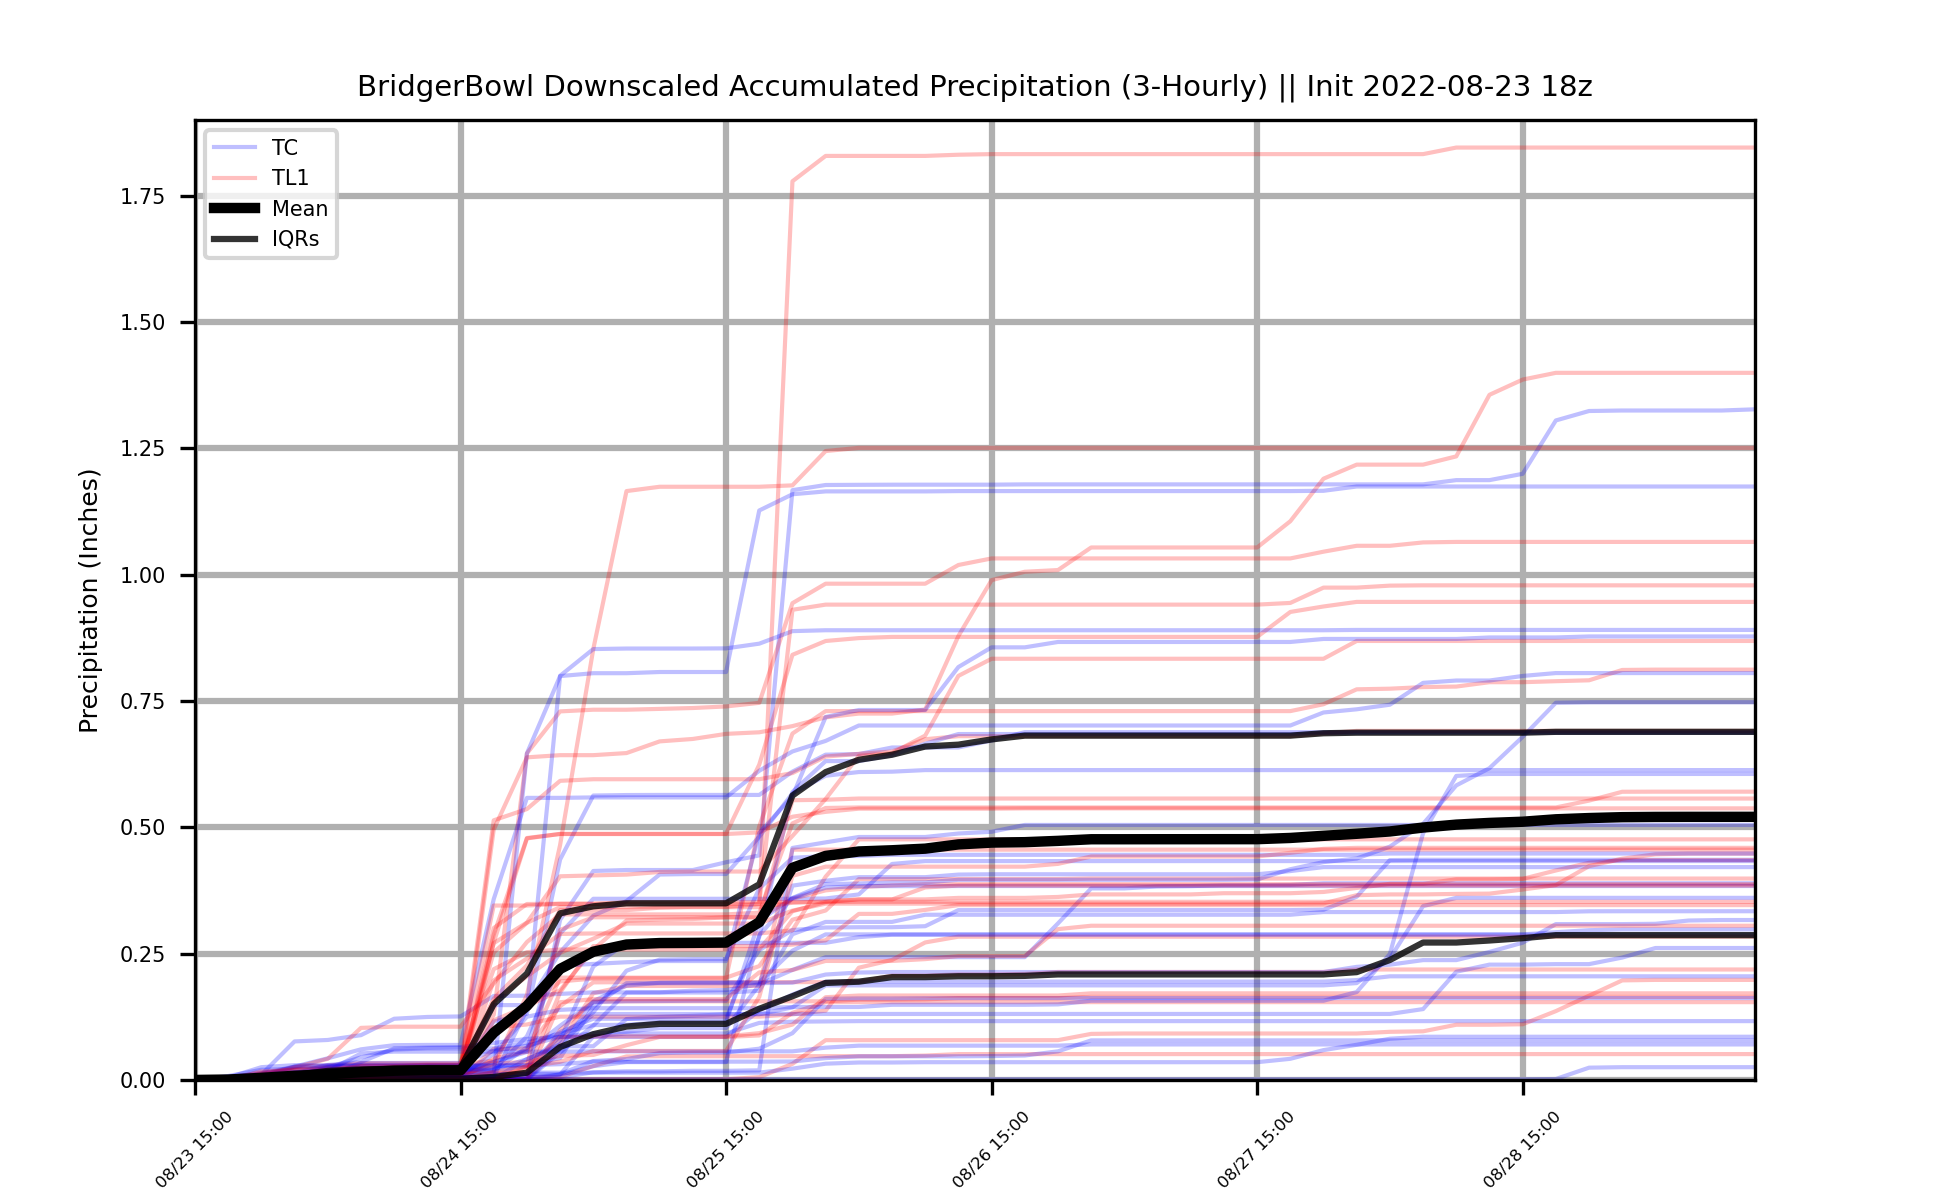 BridgerBowl Downscaled Accumulated Precipitation (3-Hourly) || Init 2022-08-23 18z
TC
TL1
Mean
IQRs
Precipitation (Inches)
1.75
1.50
1.25
1.00
0.75
0.50
0.25
0.00
08/23 15:00
08/24 15:00
08/25 15:00
08/26 15:00
08/27 15:00
08/28 15:00